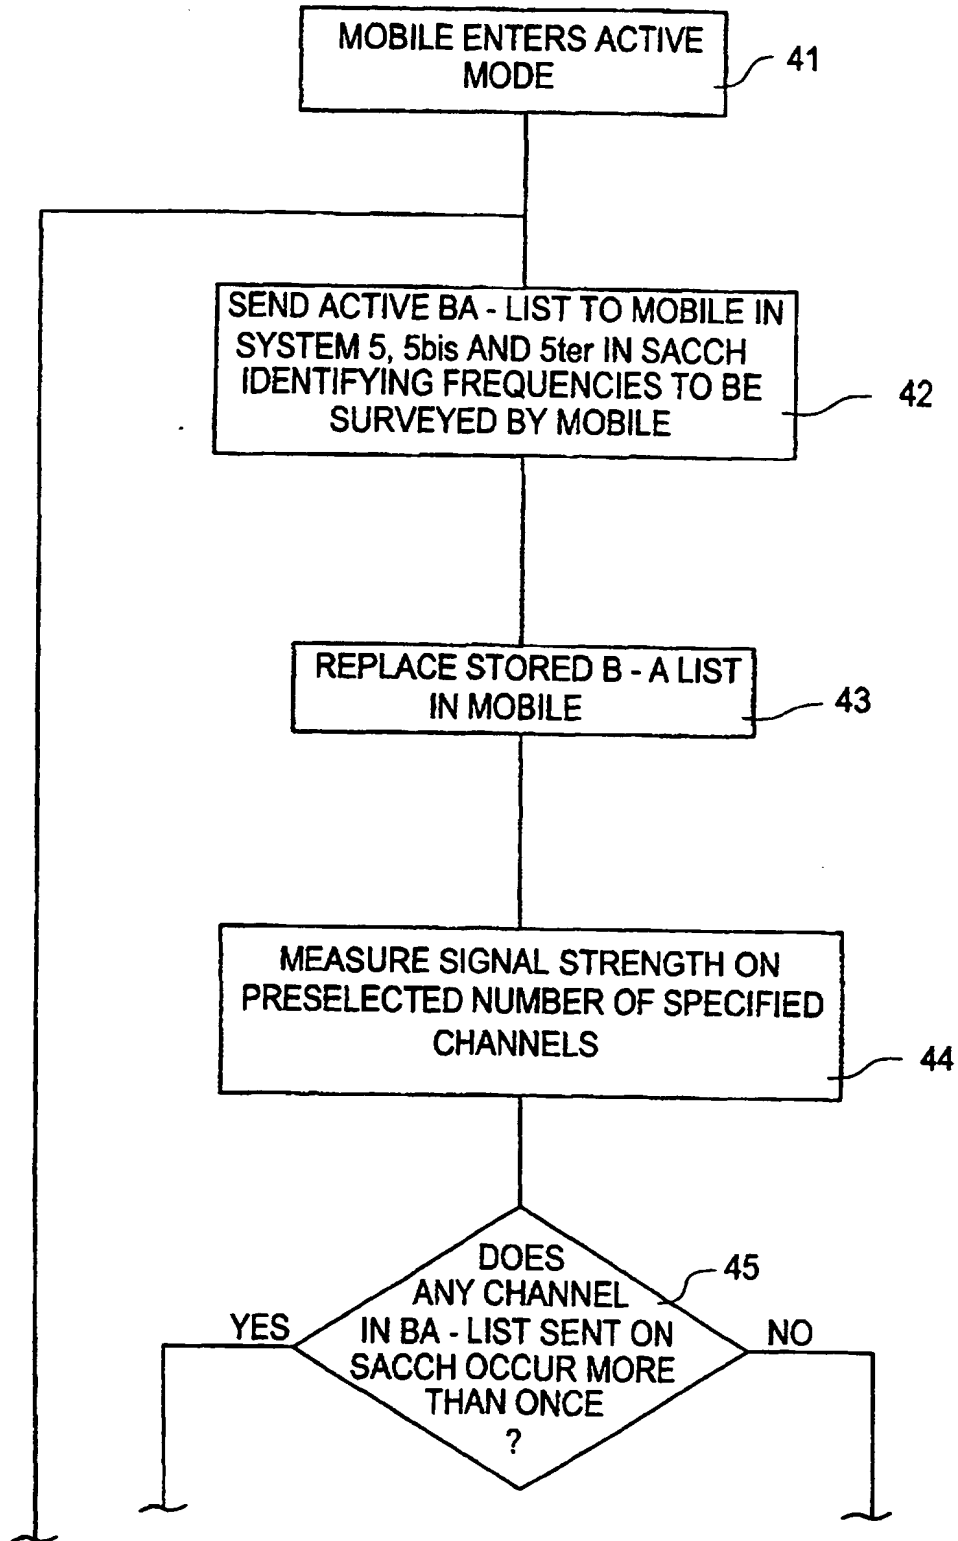 MOBILE ENTERS ACTIVE
MODE
41
SEND ACTIVE BA - LIST TO MOBILE IN
SYSTEM 5, 5bis AND 5ter IN SACCH
IDENTIFYING FREQUENCIES TO BE
SURVEYED BY MOBILE
42
REPLACE STORED B - A LIST
IN MOBILE
43
MEASURE SIGNAL STRENGTH ON
PRESELECTED NUMBER OF SPECIFIED
CHANNELS
44
DOES
ANY CHANNEL
IN BA - LIST SENT ON
SACCH OCCUR MORE
THAN ONCE
?
45
YES
NO